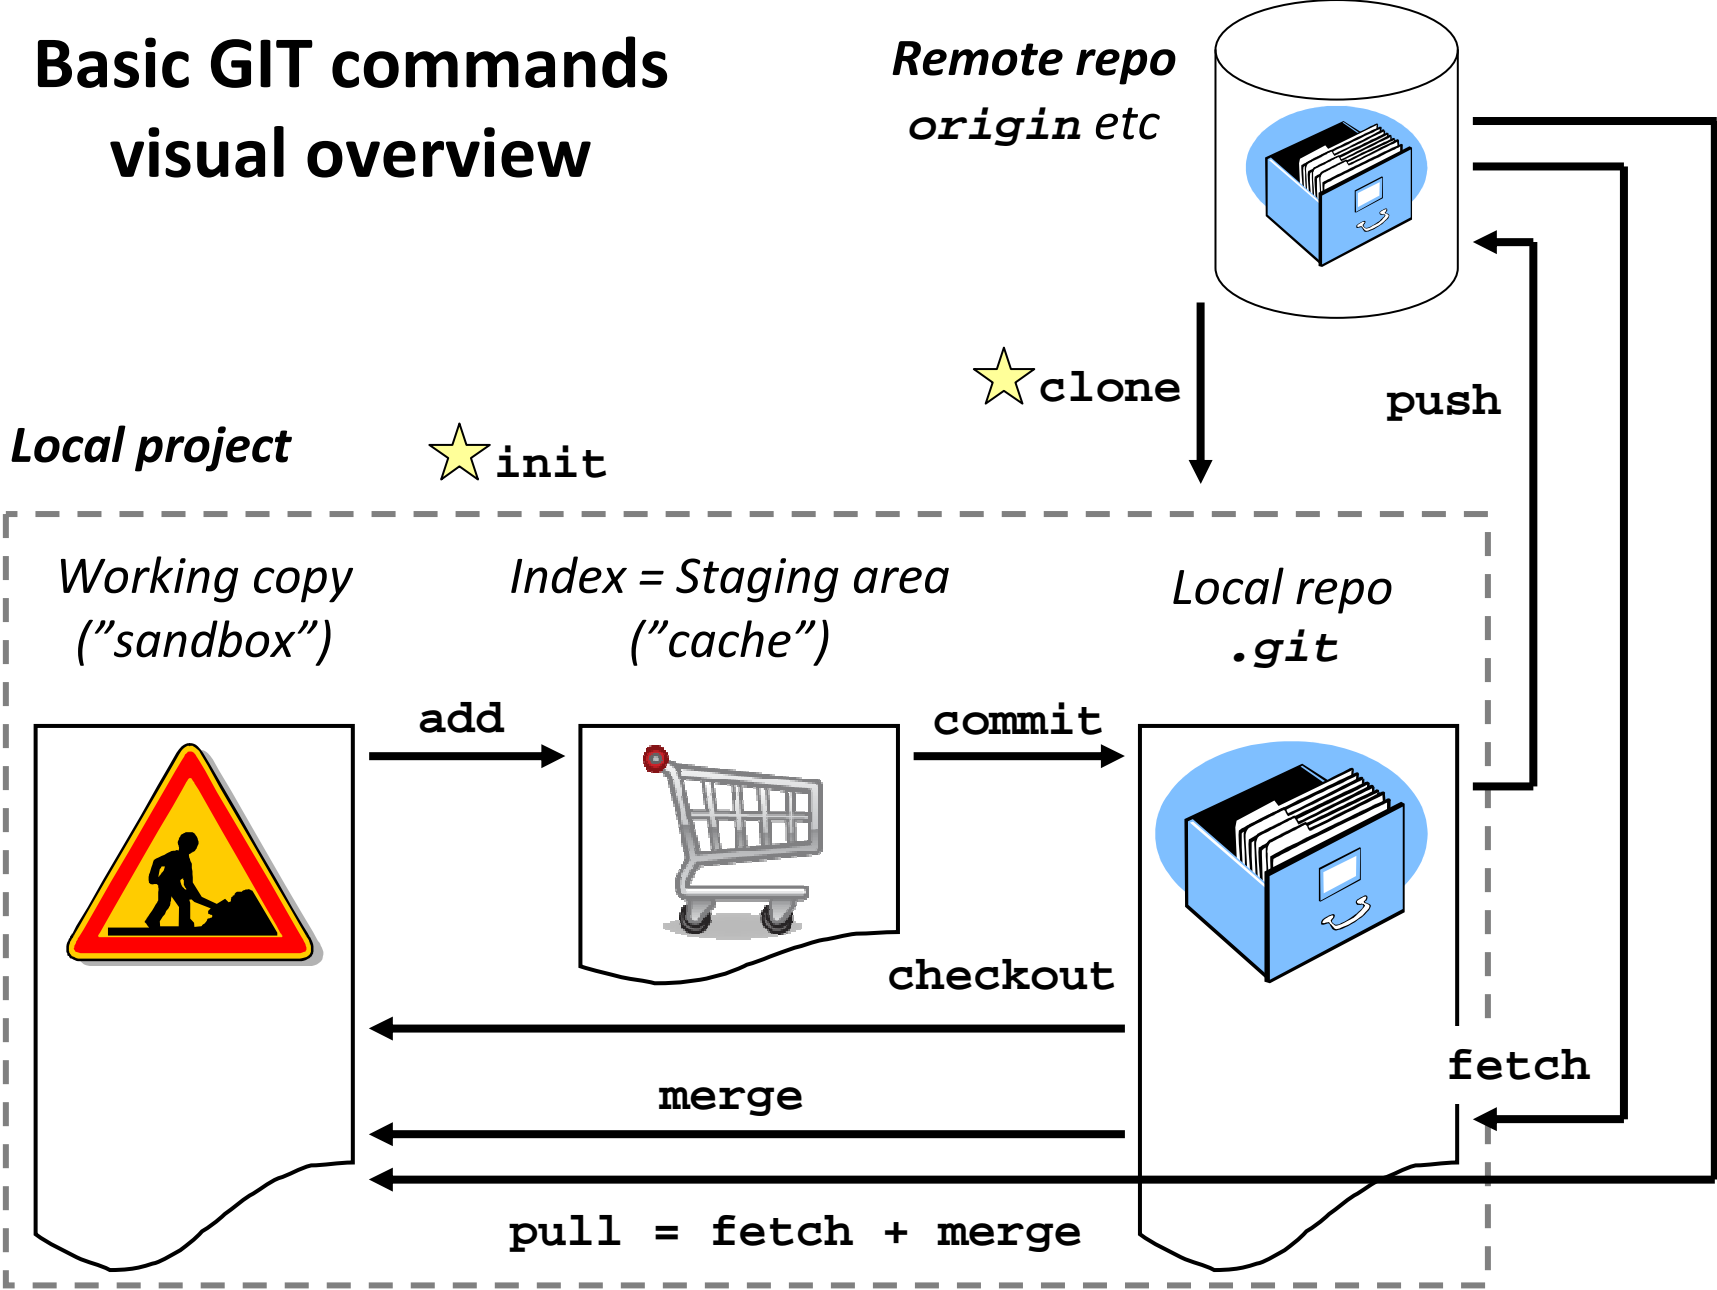 Basic GIT commands
visual overview
Remote repo
origin etc
clone
push
Local project
init
Working copy
(”sandbox”)
Index = Staging area
(”cache”)
Local repo
.git
add
commit
checkout
fetch
merge
pull = fetch + merge